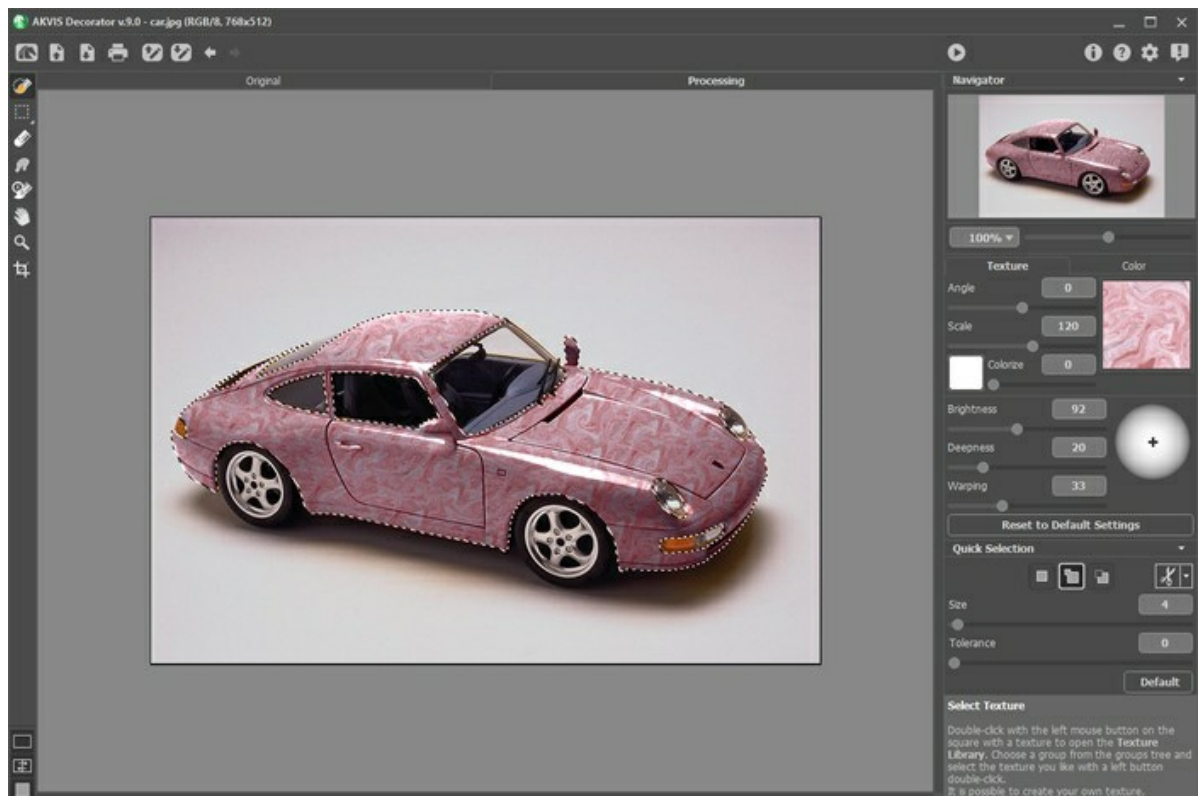 AKVIS Decorator v.9.0 - car.jpg (RGB/8, 768x512)
Original
Processing
Navigator
100%
Texture
Color
Angle
0
Scale
120
Colorize
0
Brightness
92
Deepness
20
Warping
33
Reset to Default Settings
Quick Selection
Size
4
Tolerance
0
Default
Select Texture
Double-click with the left mouse button on the
square with a texture to open the Texture
Library. Choose a group from the groups tree and
select the texture you like with a left button
double-click.
It is possible to create your own texture.